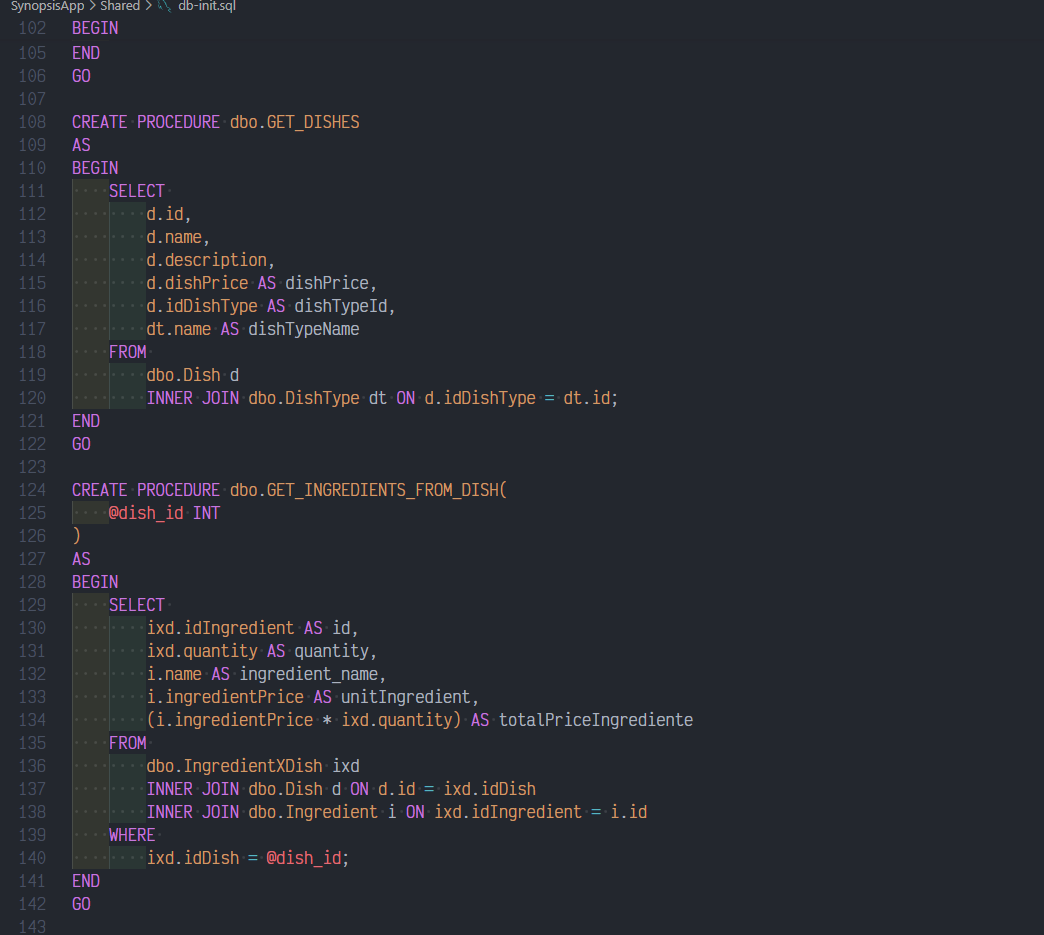 SynopsisApp > Shared > db-init.sql
102 BEGIN
105 END
106 GO
107
108 CREATE PROCEDURE dbo.GET_DISHES
109 AS
110 BEGIN
111 SELECT
112 d.id,
113 d.name,
114 d.description,
115 d.dishPrice AS dishPrice,
116 d.idDishType AS dishTypeId,
117 dt.name AS dishTypeName
118 FROM
119 dbo.Dish d
120 INNER JOIN dbo.DishType dt ON d.idDishType = dt.id;
121 END
122 GO
123
124 CREATE PROCEDURE dbo.GET_INGREDIENTS_FROM_DISH(
125 @dish_id INT
126 )
127 AS
128 BEGIN
129 SELECT
130 ixd.idIngredient AS id,
131 ixd.quantity AS quantity,
132 i.name AS ingredient_name,
133 i.ingredientPrice AS unitIngredient,
134 (i.ingredientPrice * ixd.quantity) AS totalPriceIngrediente
135 FROM
136 dbo.IngredientXDish ixd
137 INNER JOIN dbo.Dish d ON d.id = ixd.idDish
138 INNER JOIN dbo.Ingredient i ON ixd.idIngredient = i.id
139 WHERE
140 ixd.idDish = @dish_id;
141 END
142 GO
143